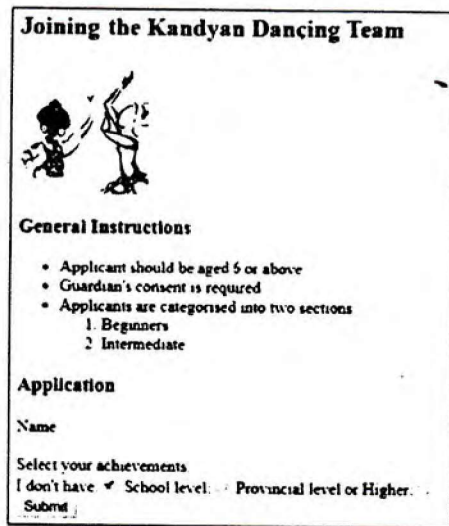 Joining the Kandyan Dancing Team
General Instructions
• Applicant should be aged 6 or above
• Guardian's consent is required
• Applicants are categorised into two sections
1. Beginners
2 Intermediate
Application
Name
Select your achievements
I don't have School level: Provincial level or Higher:
Submit